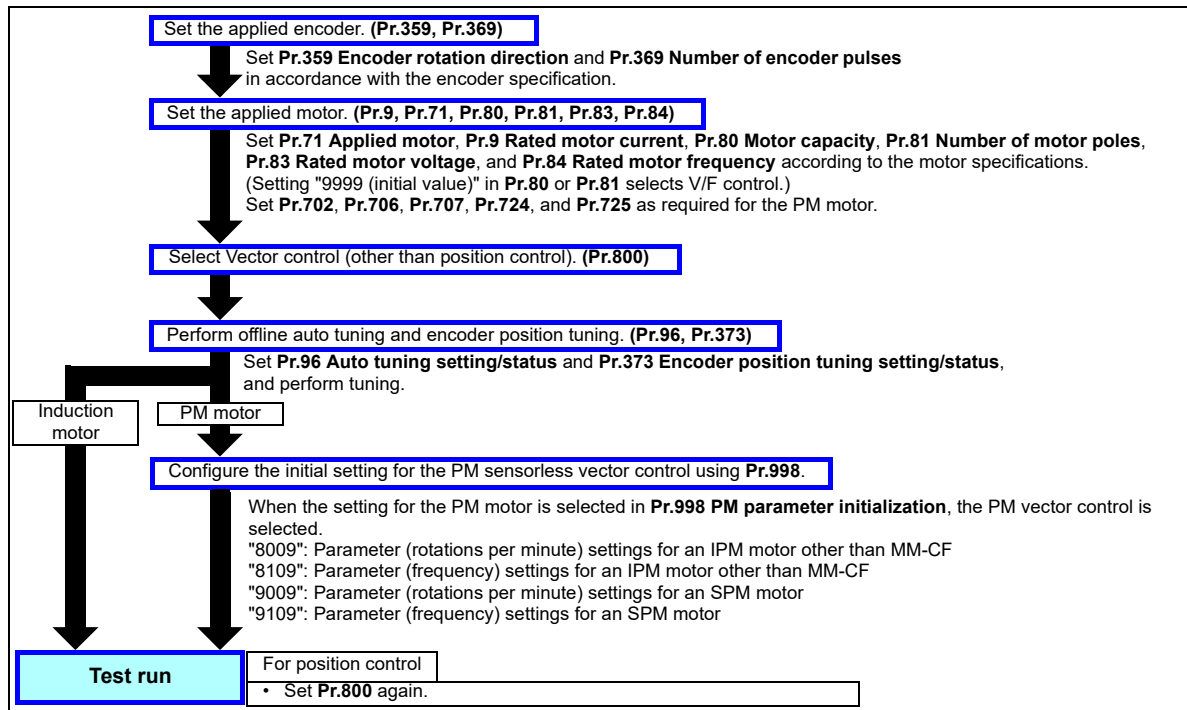 Set the applied encoder. (Pr.359, Pr.369)
Set Pr.359 Encoder rotation direction and Pr.369 Number of encoder pulses
in accordance with the encoder specification.
Set the applied motor. (Pr.9, Pr.71, Pr.80, Pr.81, Pr.83, Pr.84)
Set Pr.71 Applied motor, Pr.9 Rated motor current, Pr.80 Motor capacity, Pr.81 Number of motor poles,
Pr.83 Rated motor voltage, and Pr.84 Rated motor frequency according to the motor specifications.
(Setting "9999 (initial value)" in Pr.80 or Pr.81 selects V/F control.)
Set Pr.702, Pr.706, Pr.707, Pr.724, and Pr.725 as required for the PM motor.
Select Vector control (other than position control). (Pr.800)
Perform offline auto tuning and encoder position tuning. (Pr.96, Pr.373)
Set Pr.96 Auto tuning setting/status and Pr.373 Encoder position tuning setting/status,
and perform tuning.
Induction
motor
PM motor
Configure the initial setting for the PM sensorless vector control using Pr.998.
When the setting for the PM motor is selected in Pr.998 PM parameter initialization, the PM vector control is
selected.
"8009": Parameter (rotations per minute) settings for an IPM motor other than MM-CF
"8109": Parameter (frequency) settings for an IPM motor other than MM-CF
"9009": Parameter (rotations per minute) settings for an SPM motor
"9109": Parameter (frequency) settings for an SPM motor
Test run
For position control
• Set Pr.800 again.